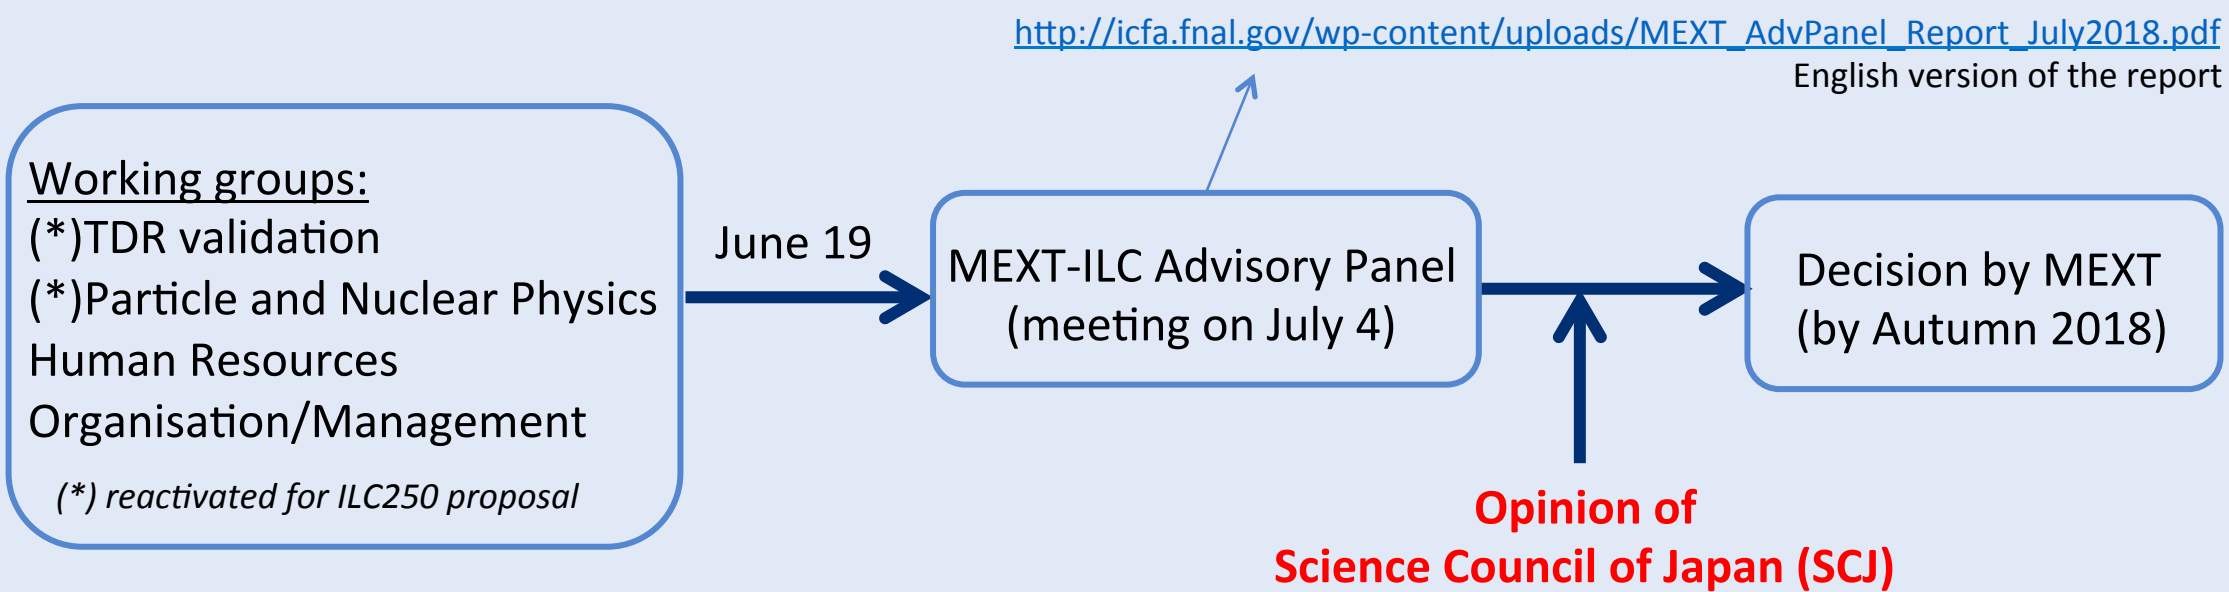 http://icfa.fnal.gov/wp-content/uploads/MEXT_AdvPanel_Report_July2018.pdf
English version of the report
Working groups:
(*)TDR validation
(*)Particle and Nuclear Physics
Human Resources
Organisation/Management
(*) reactivated for ILC250 proposal
June 19
MEXT-ILC Advisory Panel
(meeting on July 4)
Decision by MEXT
(by Autumn 2018)
Opinion of
Science Council of Japan (SCJ)